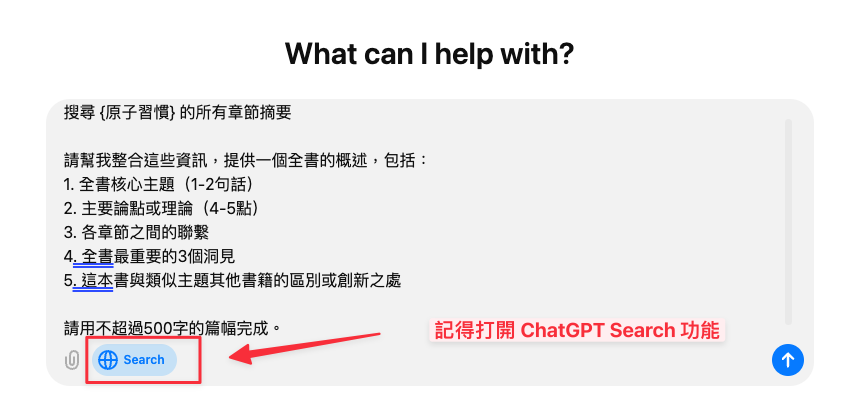 What can I help with?
搜尋 {原子習慣} 的所有章節摘要
請幫我整合這些資訊，提供一個全書的概述，包括：
1. 全書核心主題（1-2句話）
2. 主要論點或理論（4-5點）
3. 各章節之間的聯繫
4. 全書最重要的3個洞見
5. 這本書與類似主題其他書籍的區別或創新之處
請用不超過500字的篇幅完成。
記得打開 ChatGPT Search 功能
Search